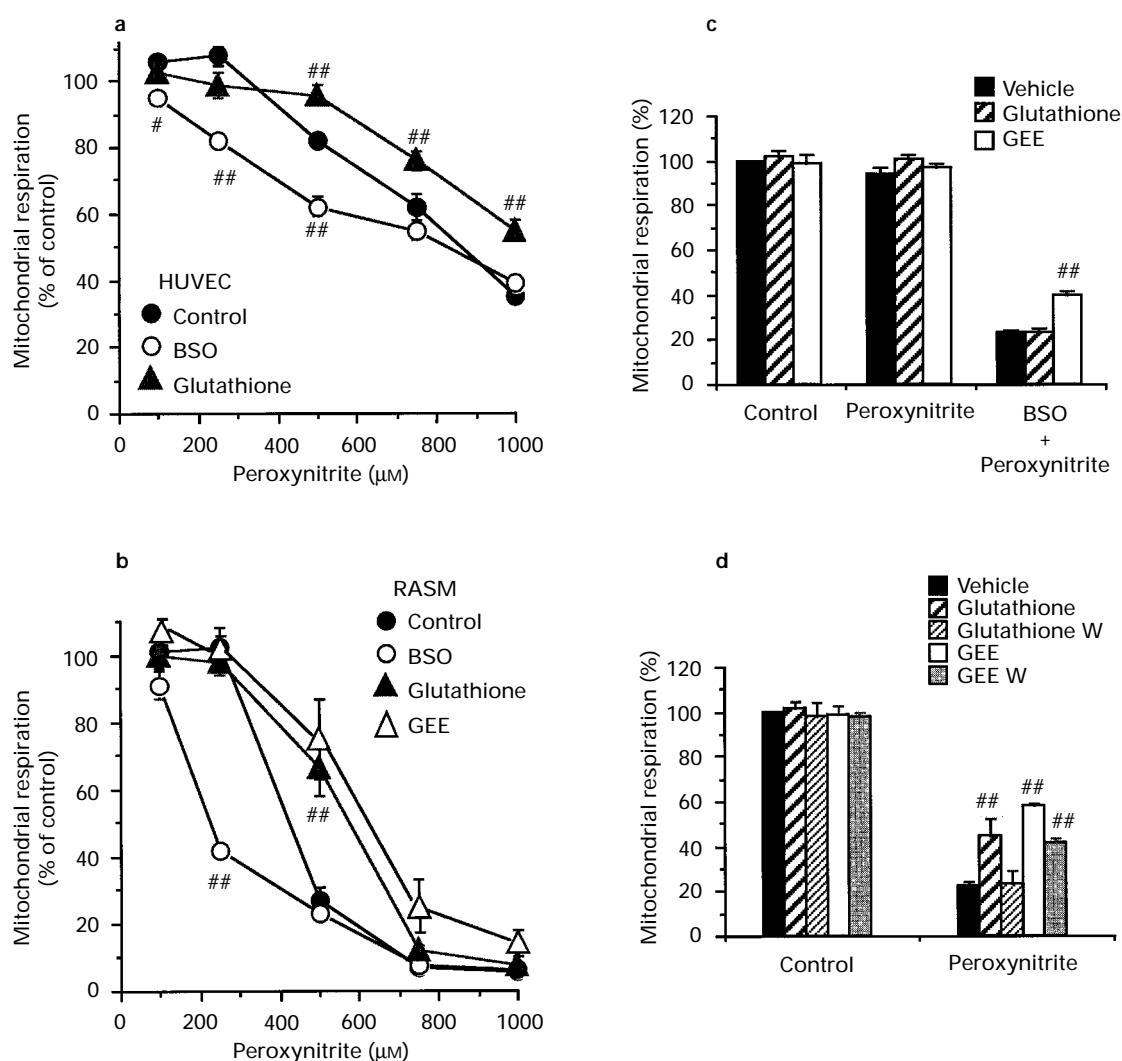 a
##
##
##
#
##
##
100
80
60
40
20
0
Mitochondrial respiration
(% of control)
HUVEC
Control
BSO
Glutathione
0 200 400 600 800 1000
Peroxynitrite (µM)
c
Vehicle
Glutathione
GEE
120
100
80
60
40
20
0
Mitochondrial respiration (%)
##
Control Peroxynitrite BSO
+
Peroxynitrite
b
RASM
Control
BSO
Glutathione
GEE
100
80
60
40
20
0
Mitochondrial respiration
(% of control)
##
##
0 200 400 600 800 1000
Peroxynitrite (µM)
d
Vehicle
Glutathione
Glutathione W
GEE
GEE W
120
100
80
60
40
20
0
Mitochondrial respiration (%)
##
##
##
Control Peroxynitrite